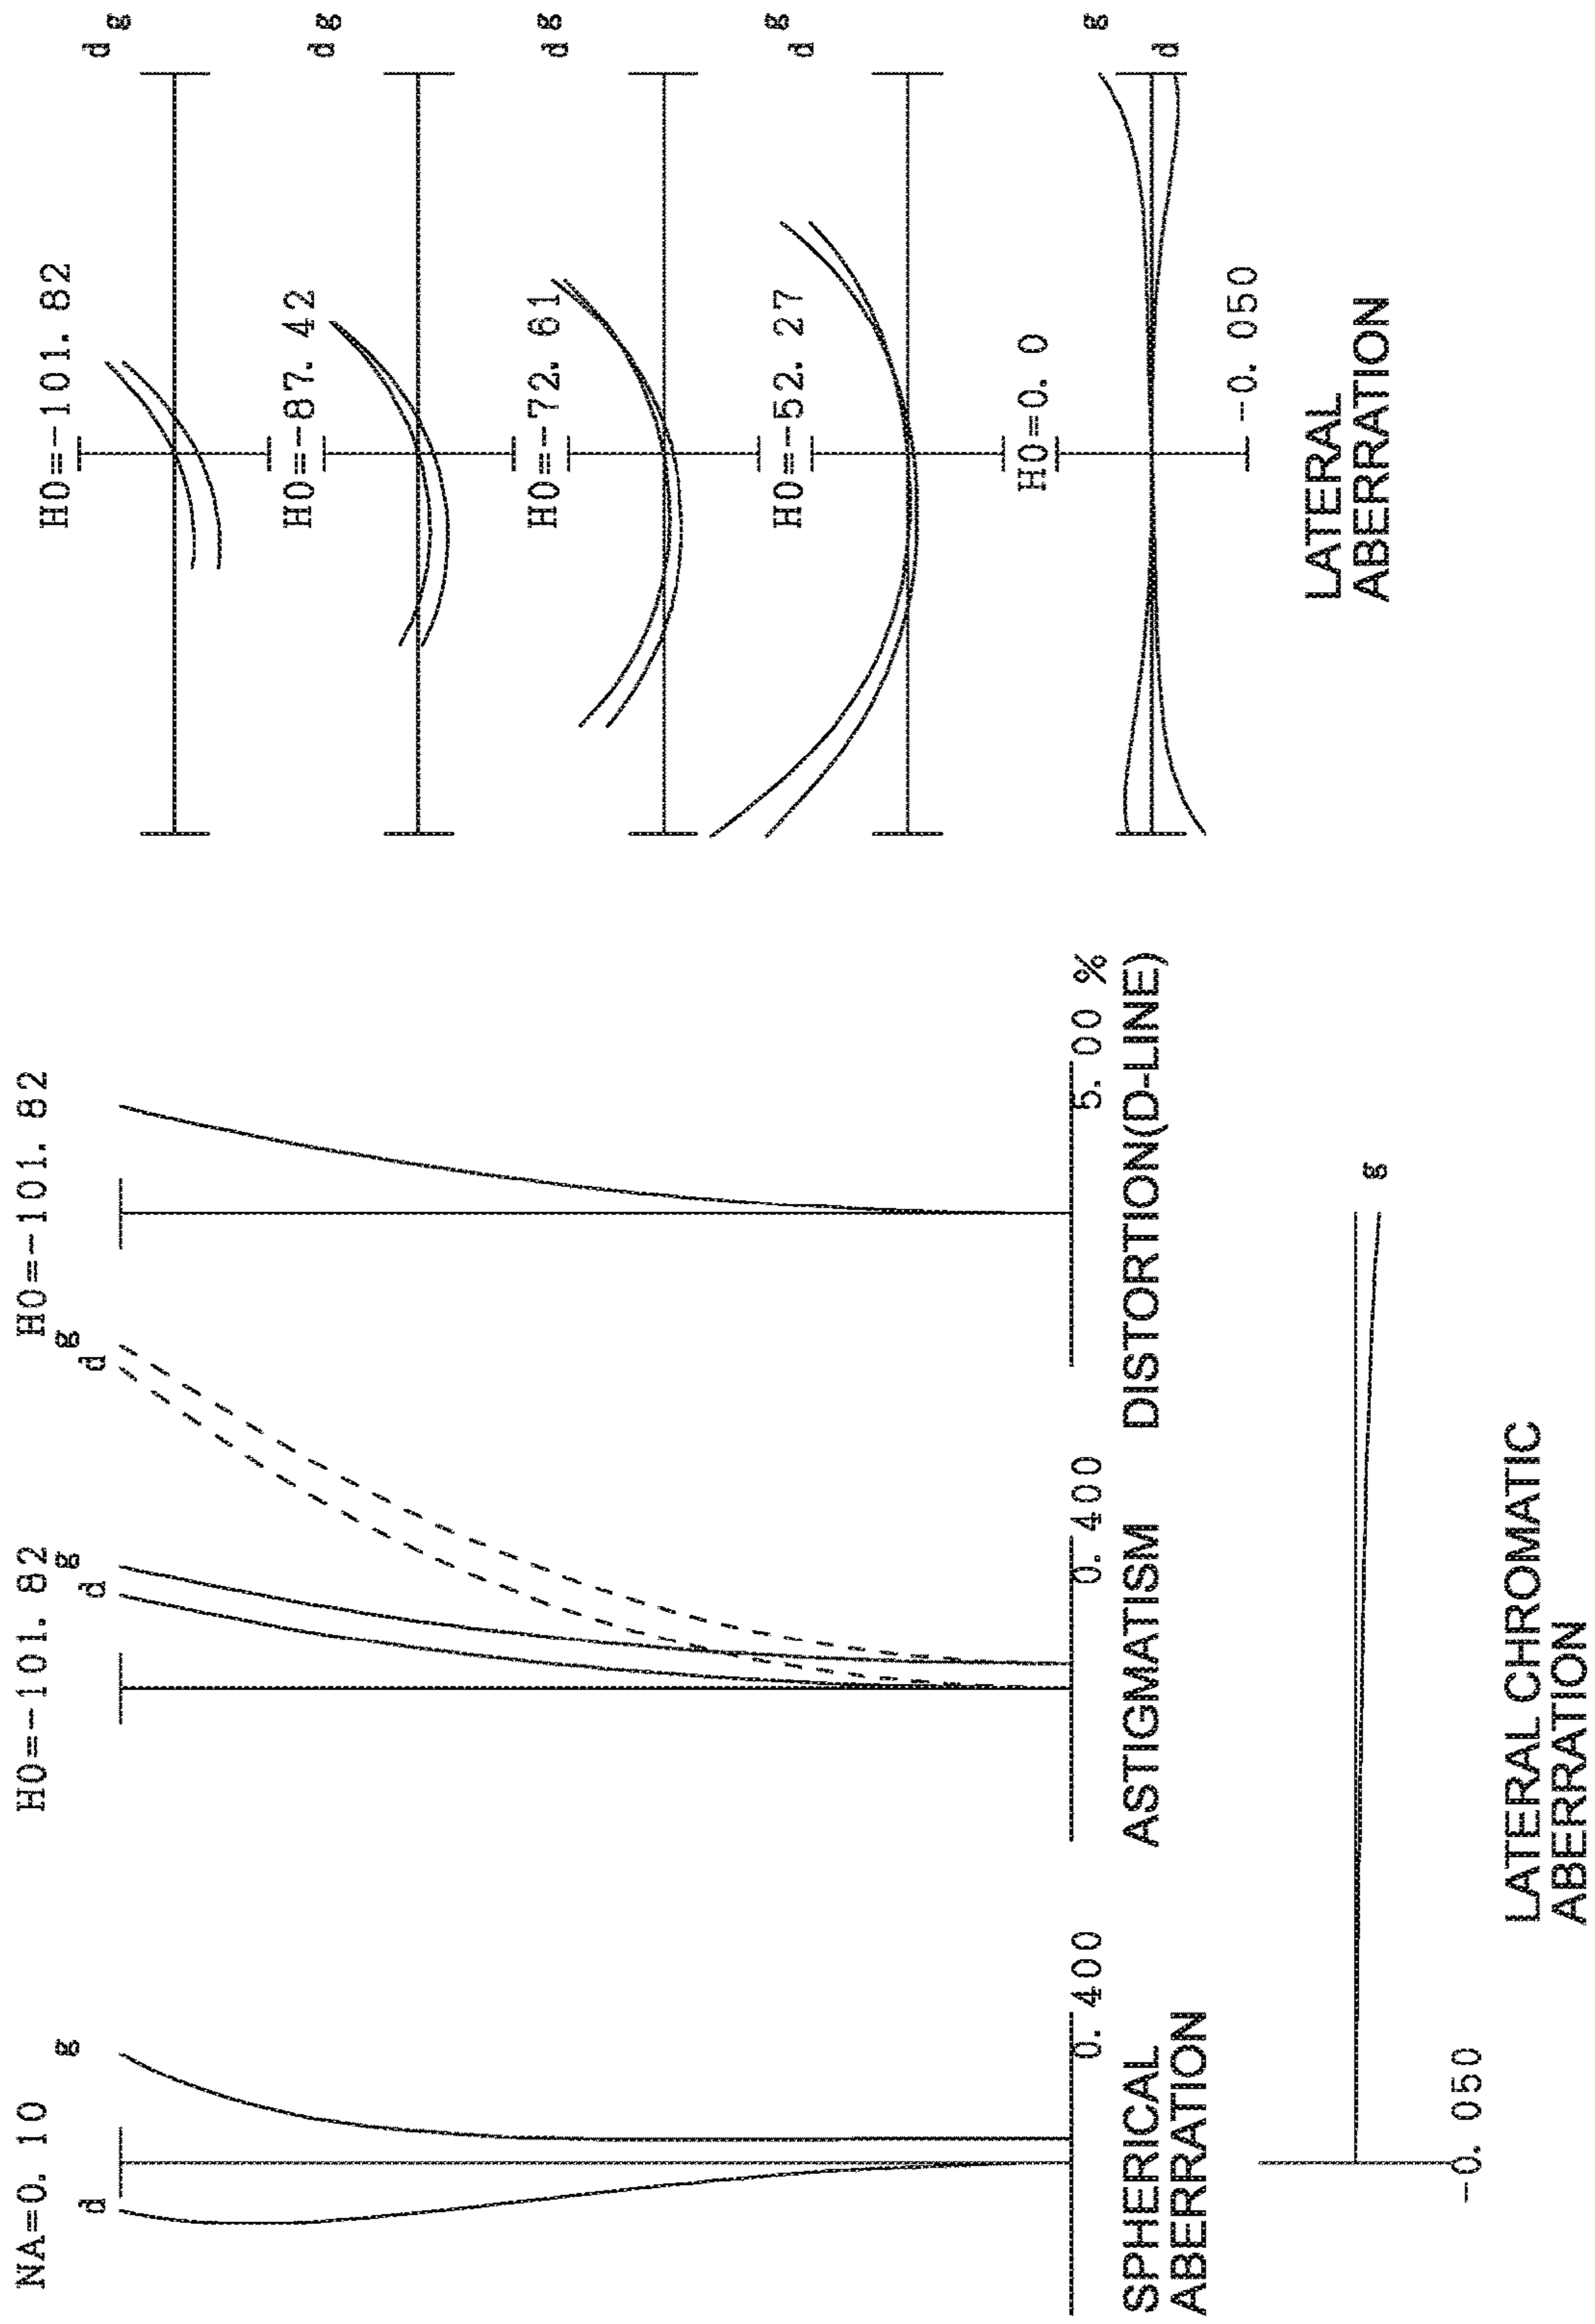 NA=0. 10
d
g
0. 400
SPHERICAL
ABERRATION
H0=-101. 82
d
g
0. 400
ASTIGMATISM
H0=-101. 82
d
g
5. 00 %
DISTORTION(D-LINE)
-0. 050
g
LATERAL CHROMATIC
ABERRATION
H0=-101. 82
d g
H0=-87. 42
d g
H0=-72. 61
d g
H0=-52. 27
d g
H0=0. 0
g
d
-0. 050
LATERAL
ABERRATION